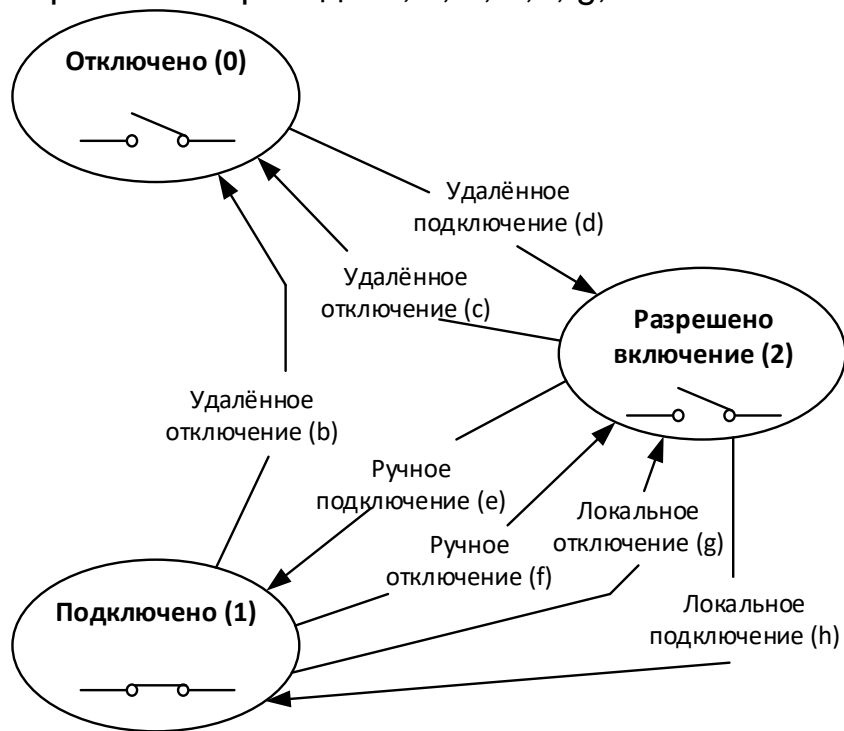 Отключено (0)
Удалённое
подключение (d)
Удалённое
отключение (c)
Разрешено
включение (2)
Удалённое
отключение (b)
Ручное
подключение (e)
Локальное
отключение (g)
Ручное
отключение (f)
Подключено (1)
Локальное
подключение (h)